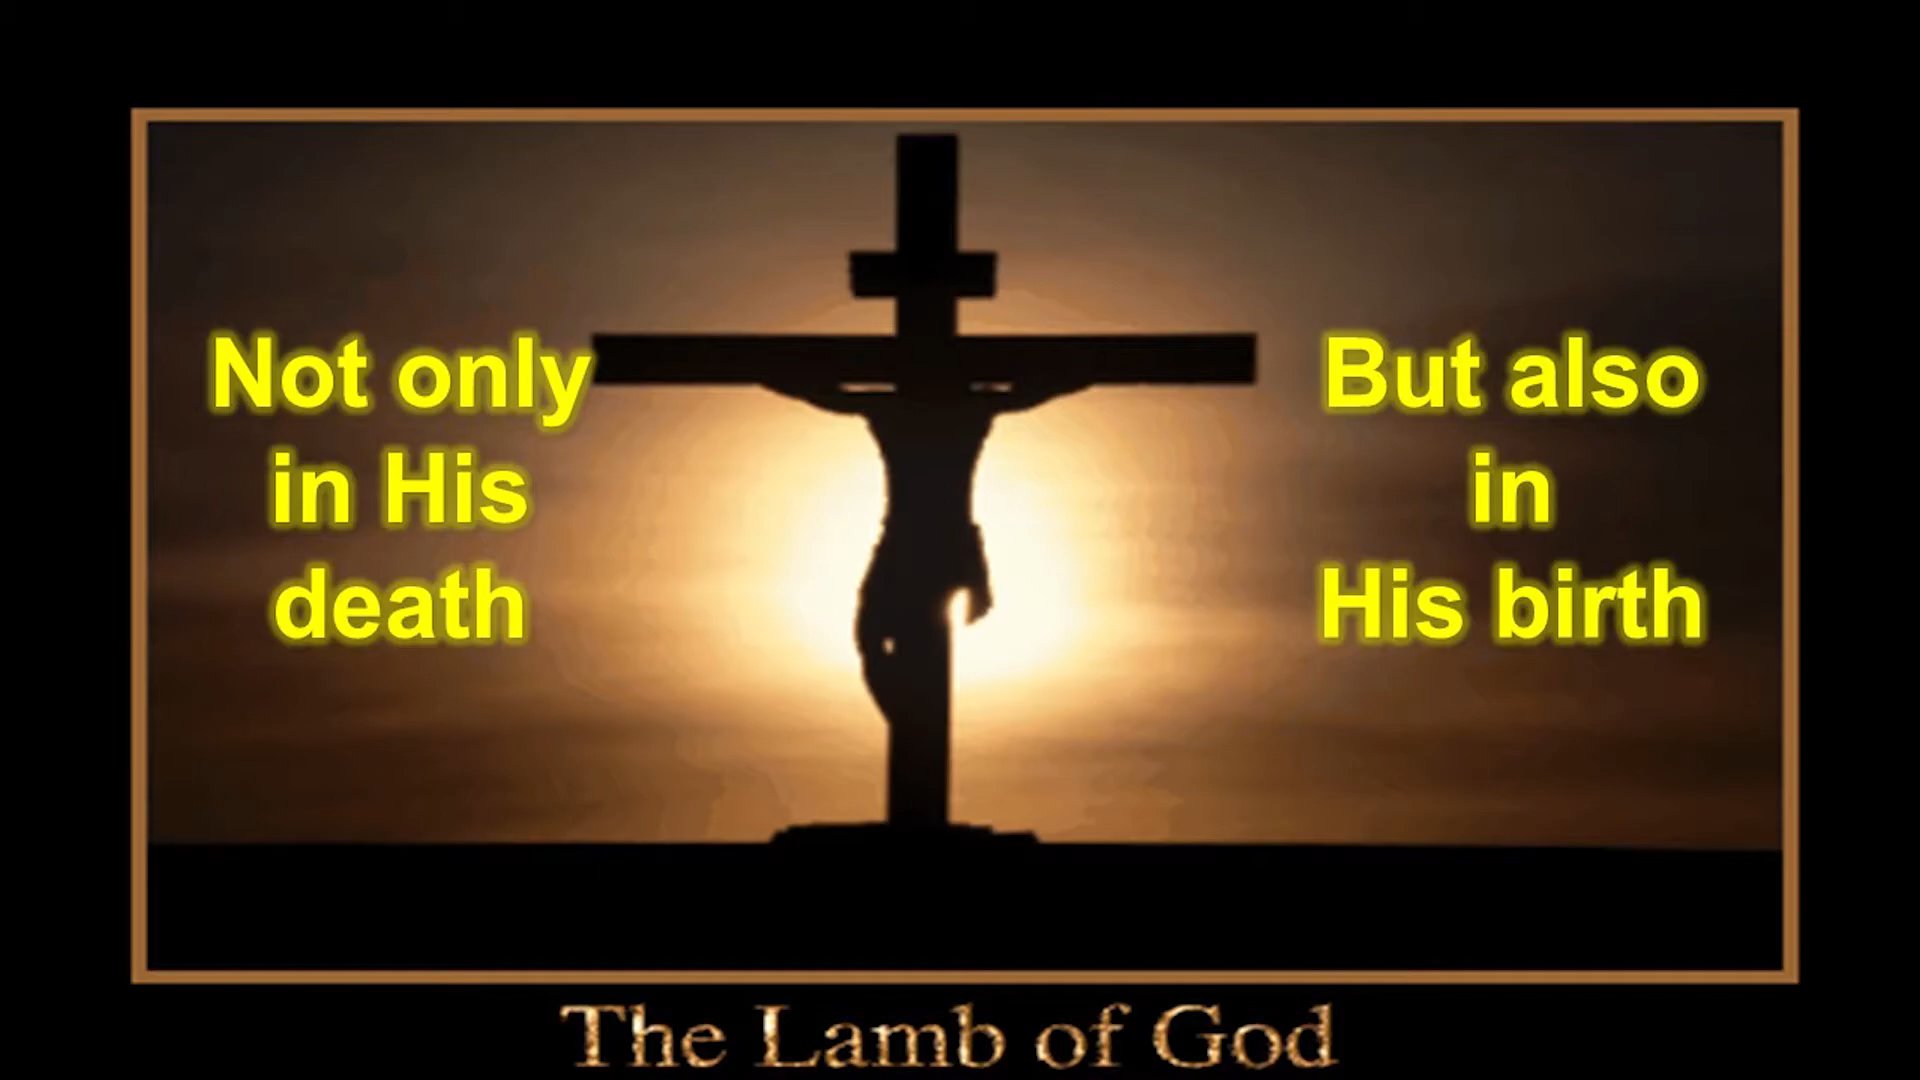 Not only
in His
death
But also
in
His birth
The Lamb of God